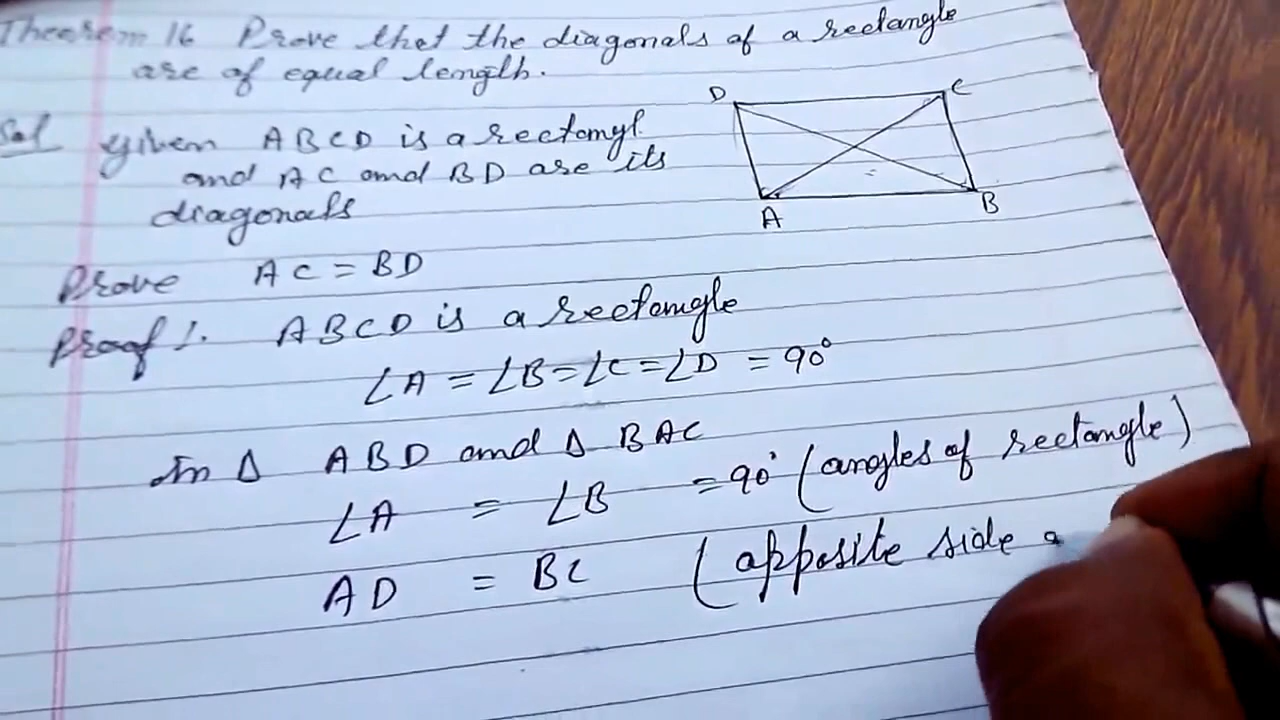 Theorem 16 Prove that the diagonals of a rectangle
are of equal length.
Sol given ABCD is a rectangl
and AC and BD are its
diagonals
D C
A B
Prove AC = BD
Proof :. ABCD is a rectangle
∠A = ∠B = ∠C = ∠D = 90°
In Δ ABD and Δ BAC
∠A = ∠B = 90° (angles of rectangle)
AD = BC (opposite side